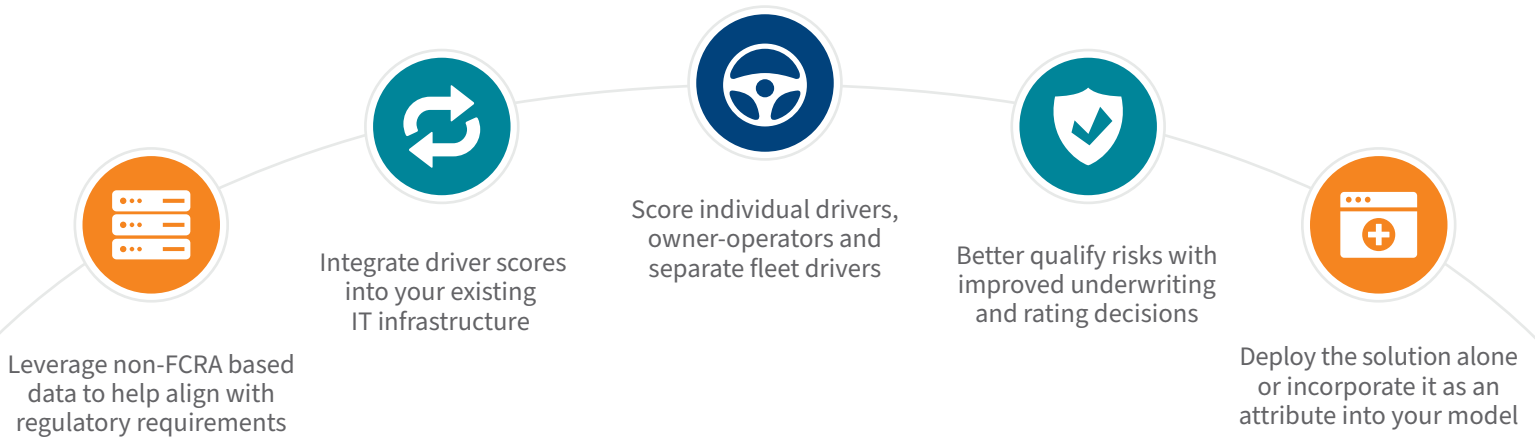 Leverage non-FCRA based
data to help align with
regulatory requirements
Integrate driver scores
into your existing
IT infrastructure
Score individual drivers,
owner-operators and
separate fleet drivers
Better qualify risks with
improved underwriting
and rating decisions
Deploy the solution alone
or incorporate it as an
attribute into your model